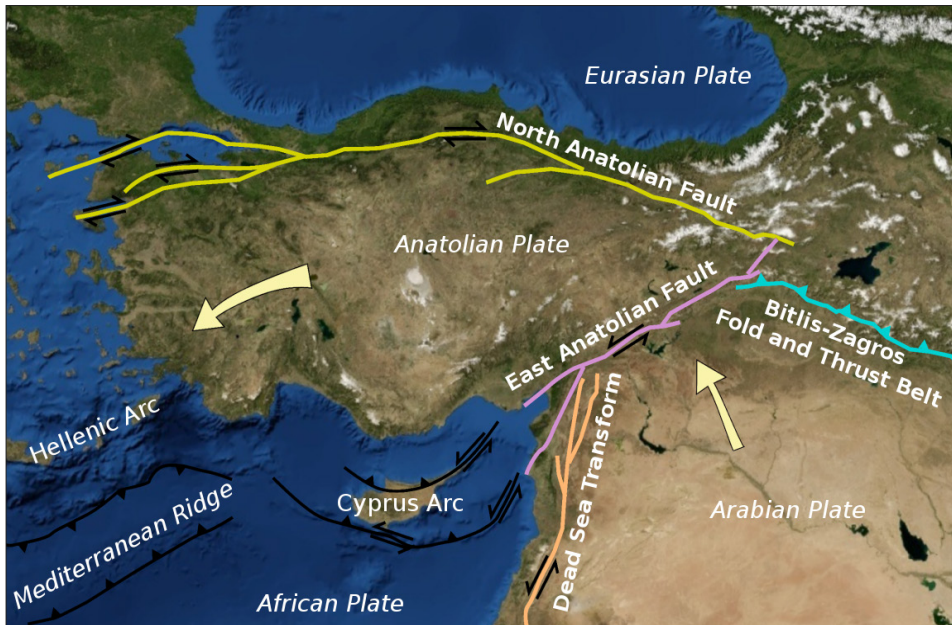 Eurasian Plate
North Anatolian Fault
Anatolian Plate
East Anatolian Fault
Bitlis-Zagros
Fold and Thrust Belt
Hellenic Arc
Dead Sea Transform
Mediterranean Ridge
Cyprus Arc
Arabian Plate
African Plate